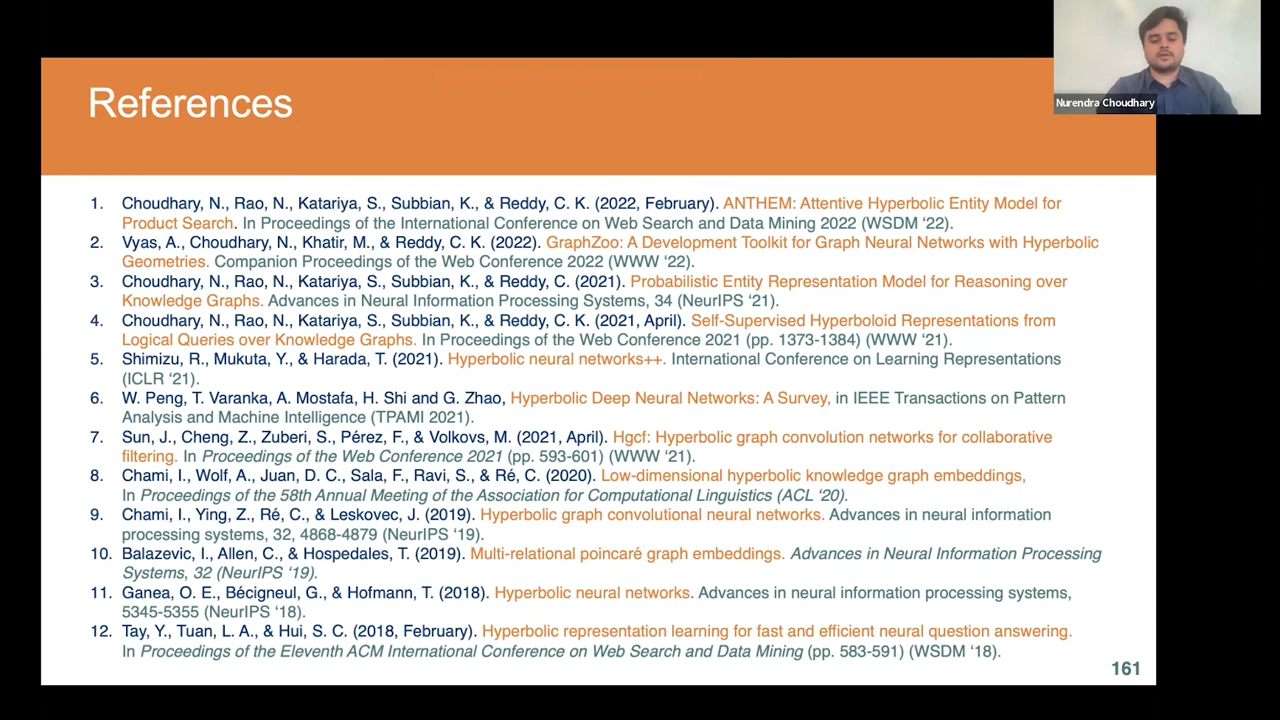 References
Nurendra Choudhary
1. Choudhary, N., Rao, N., Katariya, S., Subbian, K., & Reddy, C. K. (2022, February). ANTHEM: Attentive Hyperbolic Entity Model for
Product Search. In Proceedings of the International Conference on Web Search and Data Mining 2022 (WSDM ‘22).
2. Vyas, A., Choudhary, N., Khatir, M., & Reddy, C. K. (2022). GraphZoo: A Development Toolkit for Graph Neural Networks with Hyperbolic
Geometries. Companion Proceedings of the Web Conference 2022 (WWW ‘22).
3. Choudhary, N., Rao, N., Katariya, S., Subbian, K., & Reddy, C. (2021). Probabilistic Entity Representation Model for Reasoning over
Knowledge Graphs. Advances in Neural Information Processing Systems, 34 (NeurIPS ‘21).
4. Choudhary, N., Rao, N., Katariya, S., Subbian, K., & Reddy, C. K. (2021, April). Self-Supervised Hyperboloid Representations from
Logical Queries over Knowledge Graphs. In Proceedings of the Web Conference 2021 (pp. 1373-1384) (WWW ‘21).
5. Shimizu, R., Mukuta, Y., & Harada, T. (2021). Hyperbolic neural networks++. International Conference on Learning Representations
(ICLR ‘21).
6. W. Peng, T. Varanka, A. Mostafa, H. Shi and G. Zhao, Hyperbolic Deep Neural Networks: A Survey, in IEEE Transactions on Pattern
Analysis and Machine Intelligence (TPAMI 2021).
7. Sun, J., Cheng, Z., Zuberi, S., Pérez, F., & Volkovs, M. (2021, April). Hgcf: Hyperbolic graph convolution networks for collaborative
filtering. In Proceedings of the Web Conference 2021 (pp. 593-601) (WWW ‘21).
8. Chami, I., Wolf, A., Juan, D. C., Sala, F., Ravi, S., & Ré, C. (2020). Low-dimensional hyperbolic knowledge graph embeddings,
In Proceedings of the 58th Annual Meeting of the Association for Computational Linguistics (ACL ‘20).
9. Chami, I., Ying, Z., Ré, C., & Leskovec, J. (2019). Hyperbolic graph convolutional neural networks. Advances in neural information
processing systems, 32, 4868-4879 (NeurIPS ‘19).
10. Balazevic, I., Allen, C., & Hospedales, T. (2019). Multi-relational poincaré graph embeddings. Advances in Neural Information Processing
Systems, 32 (NeurIPS ‘19).
11. Ganea, O. E., Bécigneul, G., & Hofmann, T. (2018). Hyperbolic neural networks. Advances in neural information processing systems,
5345-5355 (NeurIPS ‘18).
12. Tay, Y., Tuan, L. A., & Hui, S. C. (2018, February). Hyperbolic representation learning for fast and efficient neural question answering.
In Proceedings of the Eleventh ACM International Conference on Web Search and Data Mining (pp. 583-591) (WSDM ‘18).
161